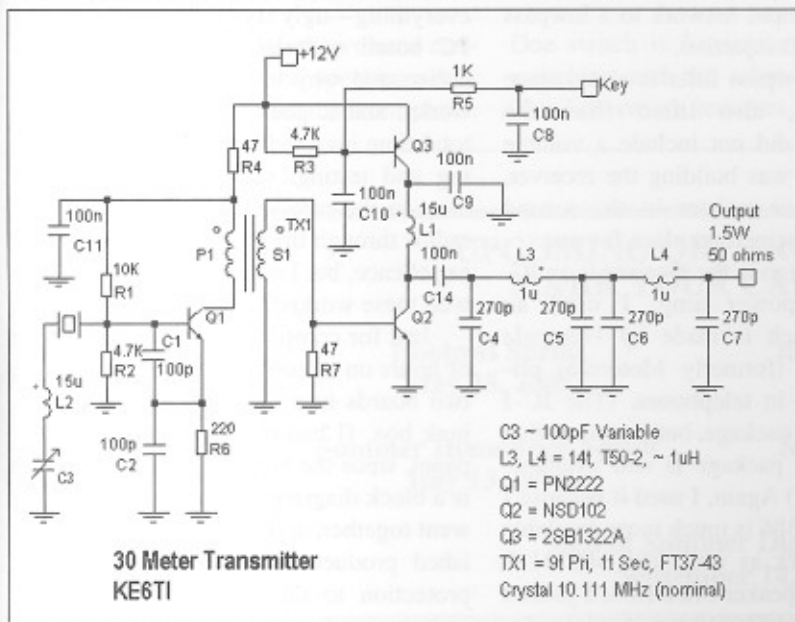 +12V
1K
R5
Key
100n
C8
47
R4
4.7K
R3
Q3
100n
C10
100n
C9
100n
C11
P1
TX1
S1
15u
L1
Output
1.5W
50 ohms
10K
R1
100n
C14
L3
1u
L4
1u
Q1
Q2
4.7K
R2
C1
100p
47
R7
270p
C4
270p
C5
270p
C6
270p
C7
15u
L2
C3
100p
C2
220
R6
C3 - 100pF Variable
L3, L4 = 14t, T50-2, ~ 1uH
Q1 = PN2222
Q2 = NSD102
Q3 = 2SB1322A
TX1 = 9t Pri, 1t Sec, FT37-43
Crystal 10.111 MHz (nominal)
30 Meter Transmitter
KE6TI